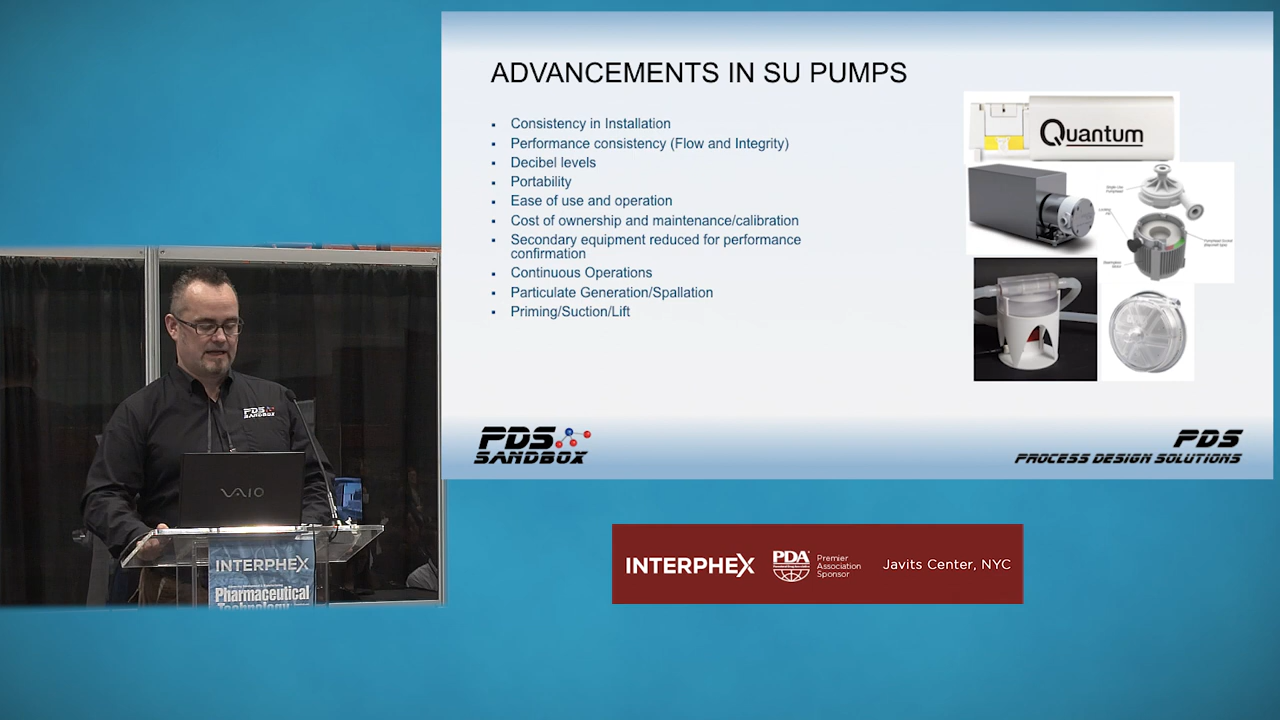 ADVANCEMENTS IN SU PUMPS
Consistency in Installation
Performance consistency (Flow and Integrity)
Decibel levels
Portability
Ease of use and operation
Cost of ownership and maintenance/calibration
Secondary equipment reduced for performance
confirmation
Continuous Operations
Particulate Generation/Spallation
Priming/Suction/Lift
Quantum
PDS
SANDBOX
PDS
PROCESS DESIGN SOLUTIONS
PDS
SANDBOX
VAIO
INTERPHEX
Pharmaceutical
Technology
INTERPHEX
PDA
Premier
Association
Sponsor
Javits Center, NYC